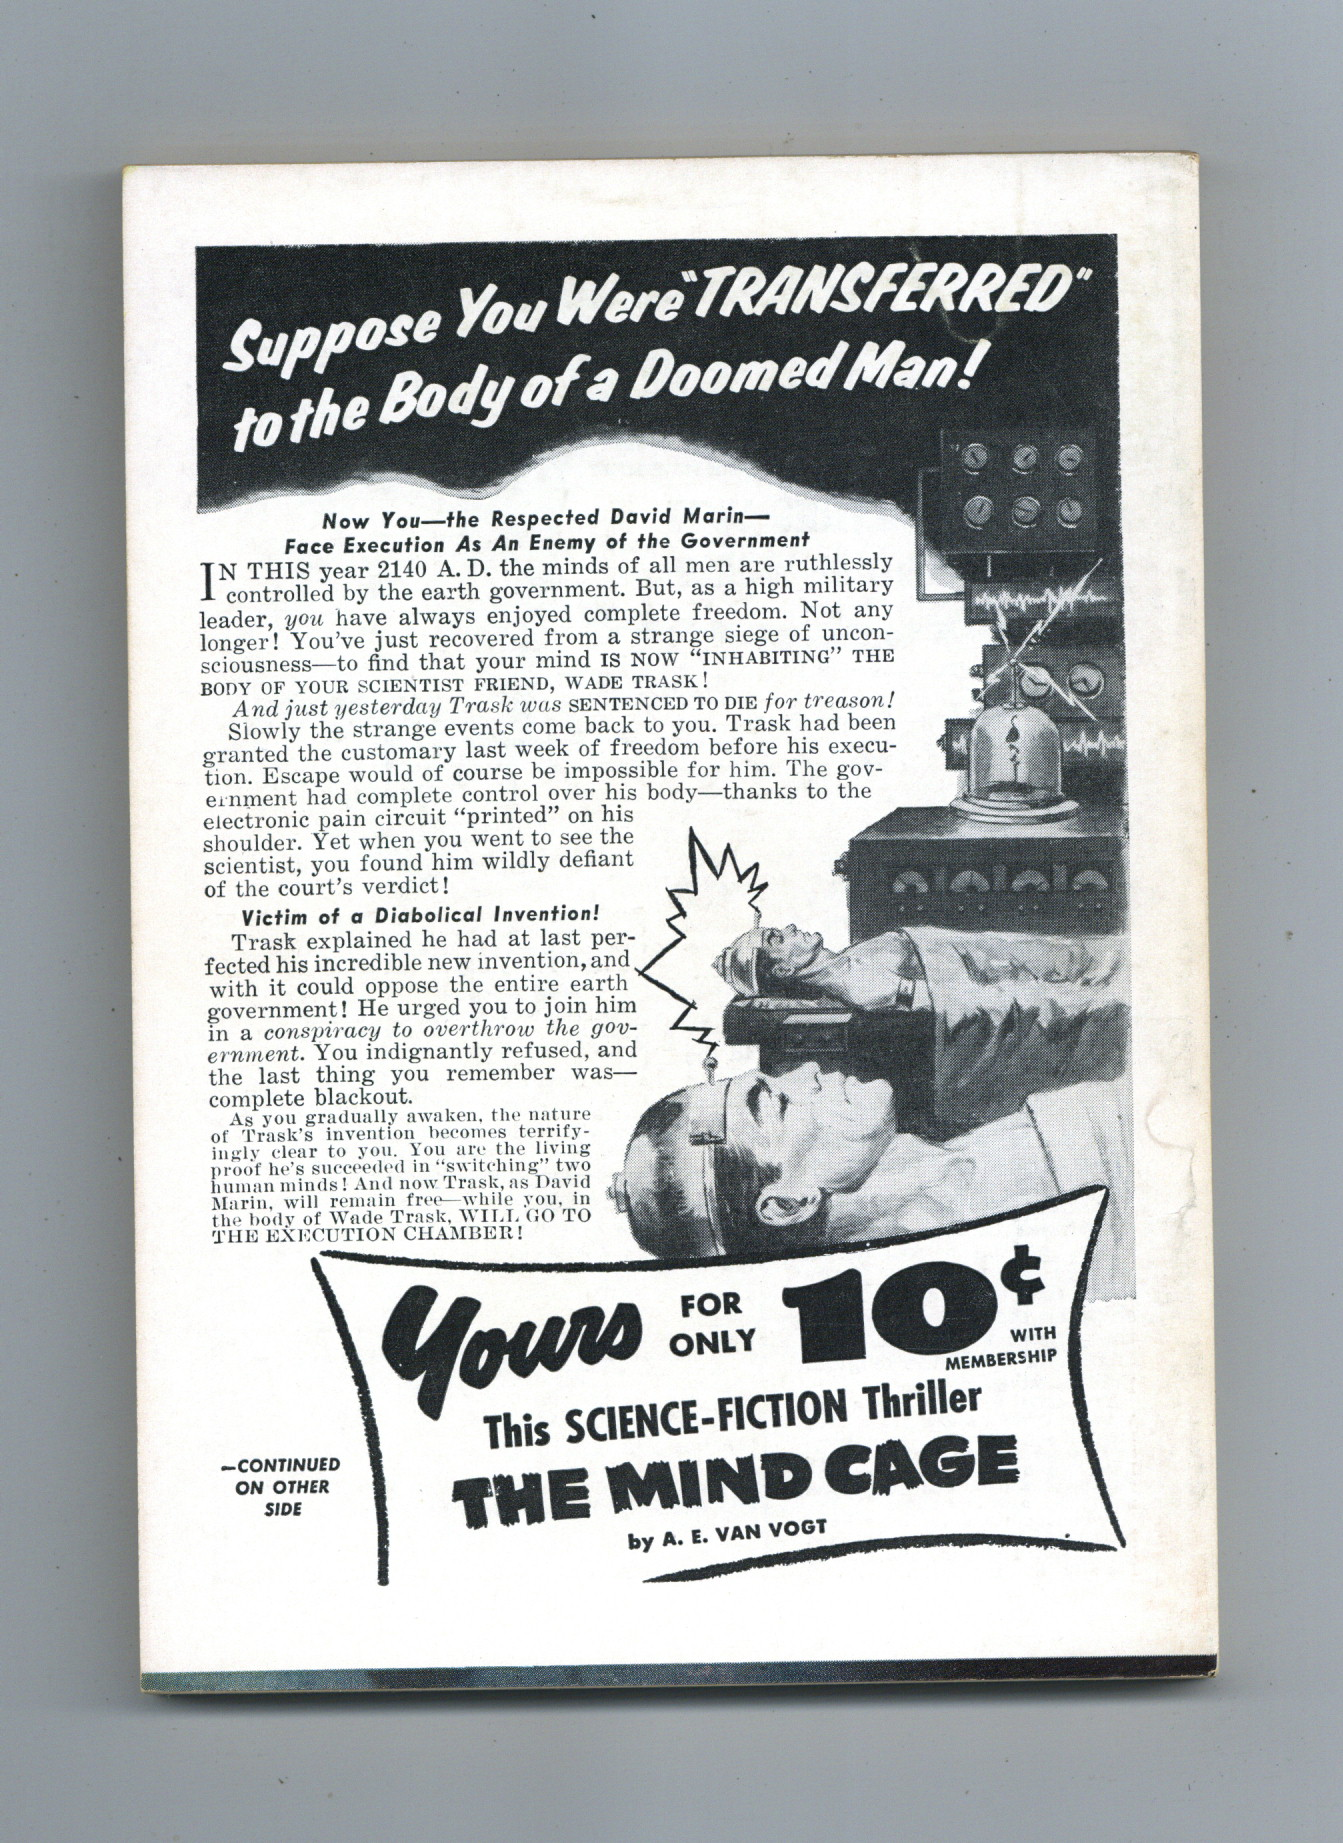 Suppose You Were "TRANSFERRED"
to the Body of a Doomed Man!
Now You—the Respected David Marin—
Face Execution As An Enemy of the Government
IN THIS year 2140 A. D. the minds of all men are ruthlessly
controlled by the earth government. But, as a high military
leader, you have always enjoyed complete freedom. Not any
longer! You've just recovered from a strange siege of uncon-
sciousness—to find that your mind IS NOW "INHABITING" THE
BODY OF YOUR SCIENTIST FRIEND, WADE TRASK!
And just yesterday Trask was SENTENCED TO DIE for treason!
Slowly the strange events come back to you. Trask had been
granted the customary last week of freedom before his execu-
tion. Escape would of course be impossible for him. The gov-
ernment had complete control over his body—thanks to the
electronic pain circuit "printed" on his
shoulder. Yet when you went to see the
scientist, you found him wildly defiant
of the court's verdict!
Victim of a Diabolical Invention!
Trask explained he had at last per-
fected his incredible new invention, and
with it could oppose the entire earth
government! He urged you to join him
in a conspiracy to overthrow the gov-
ernment. You indignantly refused, and
the last thing you remember was—
complete blackout.
As you gradually awaken, the nature
of Trask's invention becomes terrify-
ingly clear to you. You are the living
proof he's succeeded in "switching" two
human minds! And now Trask, as David
Marin, will remain free—while you, in
the body of Wade Trask, WILL GO TO
THE EXECUTION CHAMBER!
Yours FOR ONLY 10¢
WITH
MEMBERSHIP
This SCIENCE-FICTION Thriller
THE MIND CAGE
by A. E. VAN VOGT
—CONTINUED
ON OTHER
SIDE